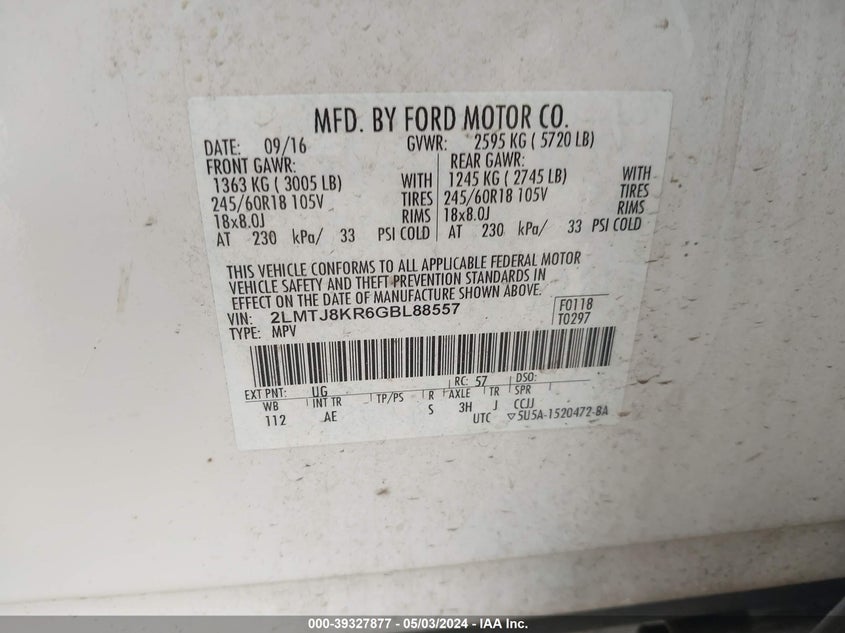 MFD. BY FORD MOTOR CO.
DATE: 09/16 GVWR: 2595 KG ( 5720 LB)
FRONT GAWR: REAR GAWR:
1363 KG ( 3005 LB) WITH 1245 KG ( 2745 LB) WITH
245/60R18 105V TIRES 245/60R18 105V TIRES
18x8.0J RIMS 18x8.0J RIMS
AT 230 kPa/ 33 PSI COLD AT 230 kPa/ 33 PSI COLD
THIS VEHICLE CONFORMS TO ALL APPLICABLE FEDERAL MOTOR
VEHICLE SAFETY AND THEFT PREVENTION STANDARDS IN
EFFECT ON THE DATE OF MANUFACTURE SHOWN ABOVE.
VIN: 2LMTJ8KR6GBL88557 F0118
TYPE: MPV T0297
EXT PNT: UG RC: 57 DSO:
WB INT TR TP/PS R AXLE TR SPR
112 AE S 3H J CCJJ
UTC ▽5U5A-1520472-BA
000-39327877 - 05/03/2024 - IAA Inc.